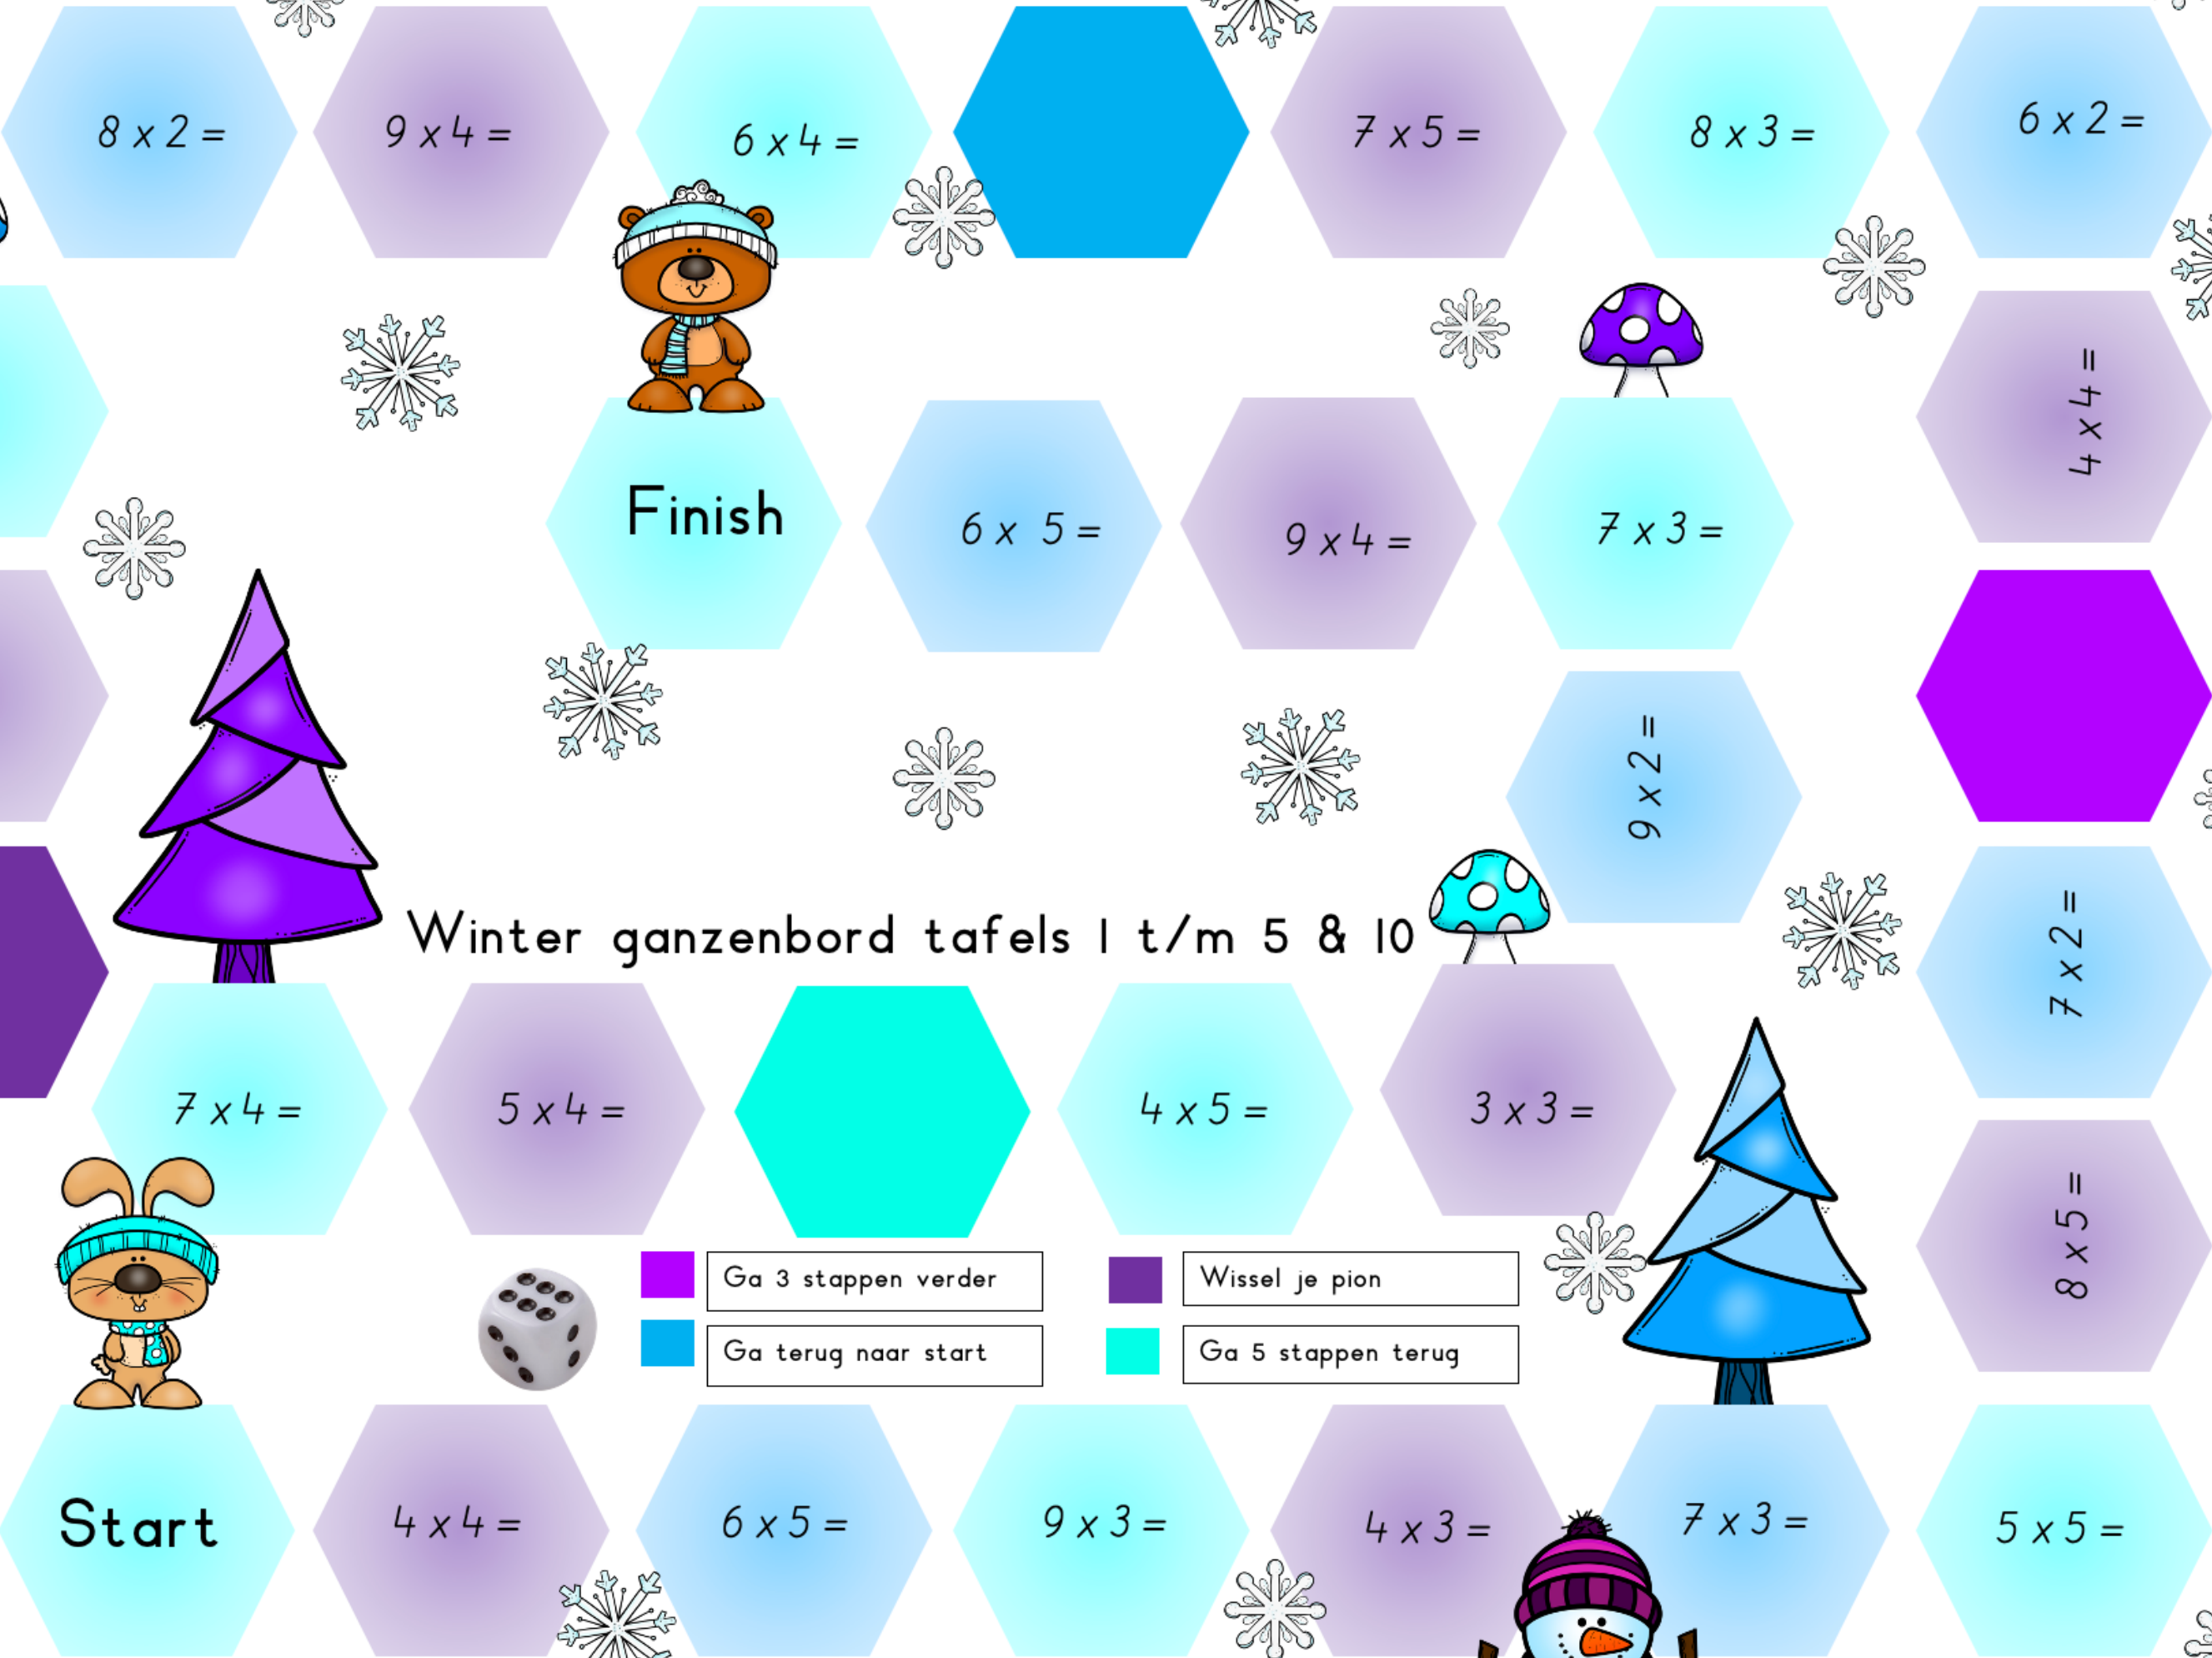 8 x 2 =
9 x 4 =
6 x 4 =
7 x 5 =
8 x 3 =
6 x 2 =
4 x 4 =
Finish
6 x 5 =
9 x 4 =
7 x 3 =
9 x 2 =
7 x 2 =
Winter ganzenbord tafels 1 t/m 5 & 10
7 x 4 =
5 x 4 =
4 x 5 =
3 x 3 =
8 x 5 =
Ga 3 stappen verder
Wissel je pion
Ga terug naar start
Ga 5 stappen terug
Start
4 x 4 =
6 x 5 =
9 x 3 =
4 x 3 =
7 x 3 =
5 x 5 =